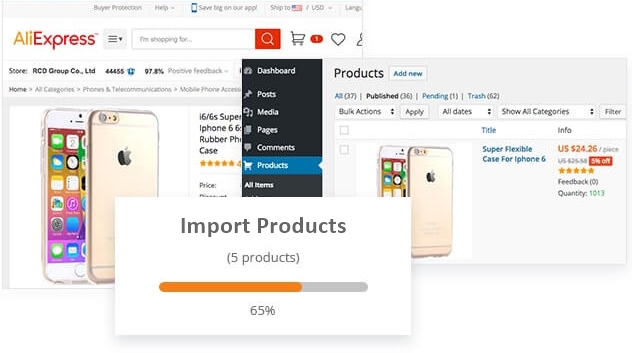 Buyer Protection Help Save big on our app! Ship to / USD Langu
AliExpress™
I'm shopping for...
1
Store: RCD Group Co., Ltd 44455 97.8% Positive feedback
Home > All Categories > Phones & Telecommunications > Mobile Phone Acces
i6/6s Super
Iphone 6 6s
Rubber Phone
Case
Price:
Discount
Dashboard
Posts
Media
Pages
Comments
Products
All Items
Products Add new
All (37) | Published (36) | Pending (1) | Trash (62)
Bulk Actions Apply All dates Show All Categories Filter
Title Info
Super Flexible
Case For Iphone 6
US $24.26 / piece
US $25.58 5% off
Feedback (0)
Quantity: 1013
Import Products
(5 products)
65%